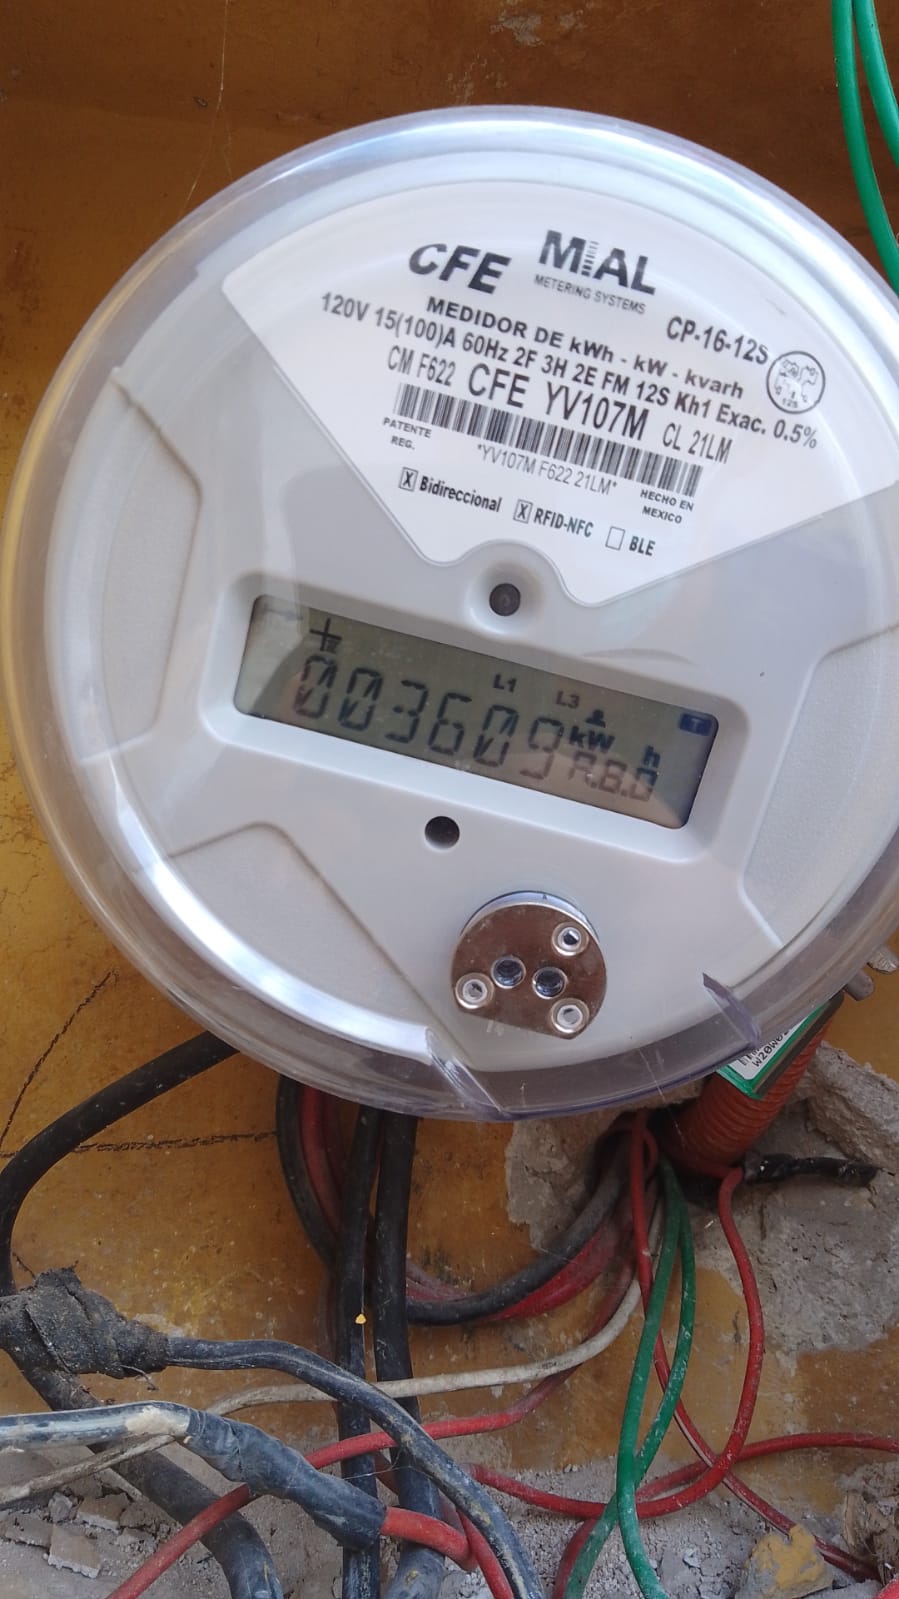 CFE MIAL
METERING SYSTEMS
CP-16-12S
MEDIDOR DE kWh - kW - kvarh
120V 15(100)A 60Hz 2F 3H 2E FM 12S Kh1 Exac. 0.5%
12S
CM F622 CFE YV107M CL 21LM
PATENTE REG.
*YV107M F622 21LM*
HECHO EN MEXICO
X Bidireccional X RFID-NFC BLE
L1 L3 T
003609 kW h